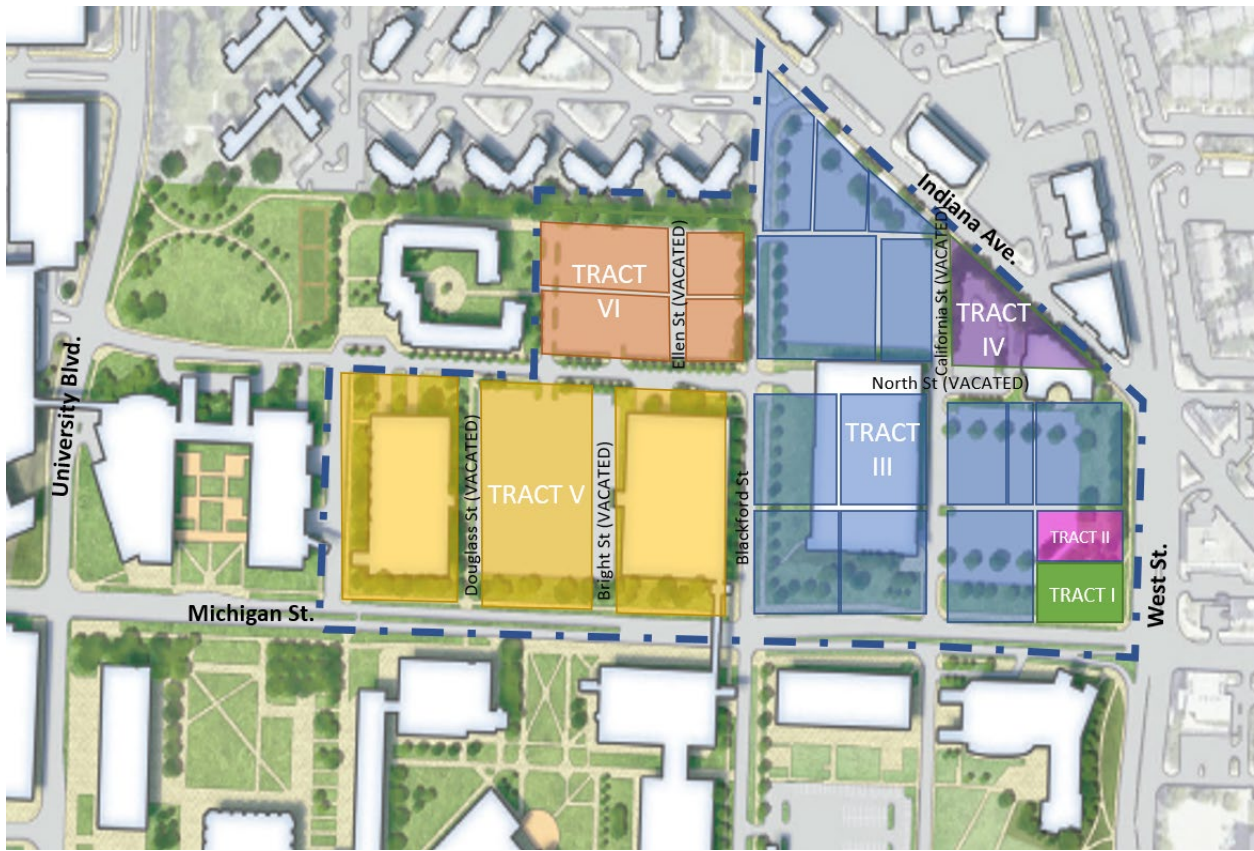 Indiana Ave.
California St (VACATED)
TRACT
VI
Ellen St (VACATED)
TRACT
IV
North St (VACATED)
University Blvd.
TRACT
III
Douglass St (VACATED)
TRACT V
Bright St (VACATED)
Blackford St
TRACT II
TRACT I
West St.
Michigan St.